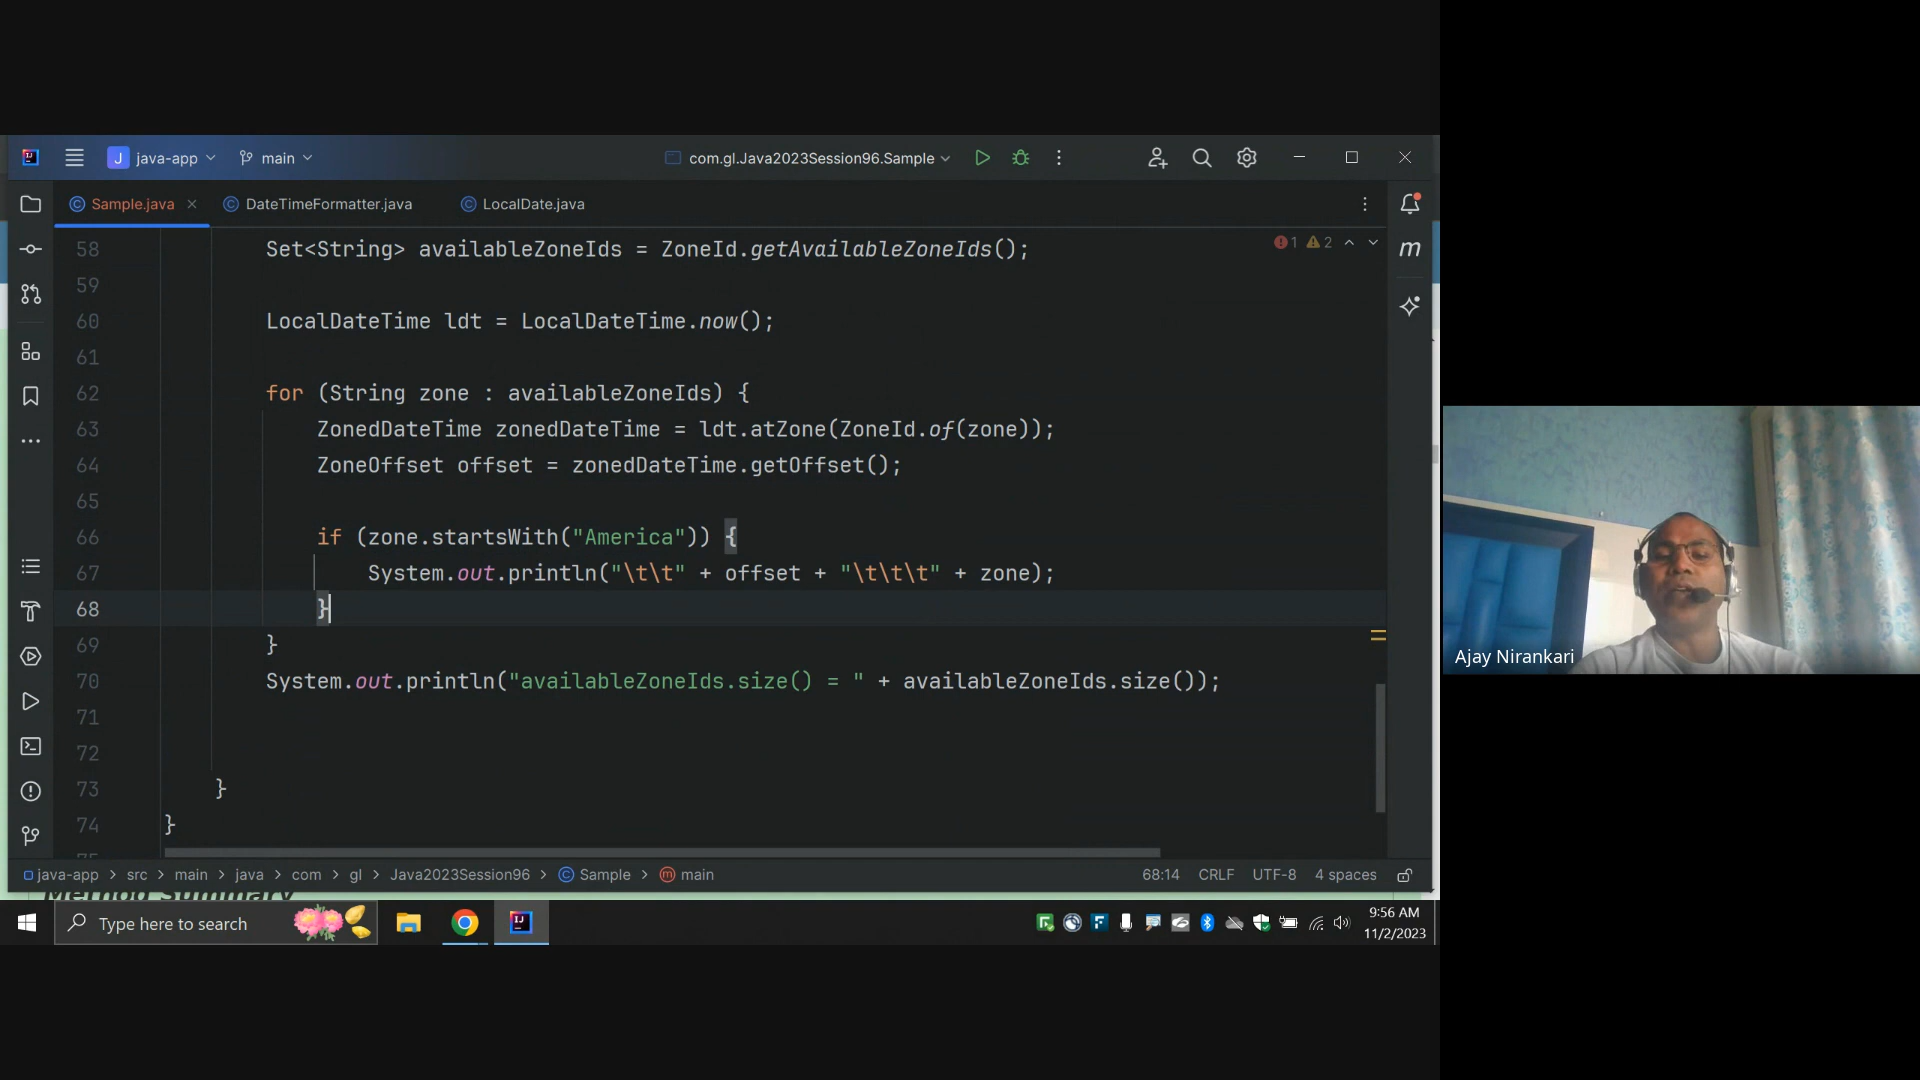 J java-app main com.gl.Java2023Session96.Sample
Sample.java DateTimeFormatter.java LocalDate.java
1 2
58 Set<String> availableZoneIds = ZoneId.getAvailableZoneIds();
59
60 LocalDateTime ldt = LocalDateTime.now();
61
62 for (String zone : availableZoneIds) {
63 ZonedDateTime zonedDateTime = ldt.atZone(ZoneId.of(zone));
64 ZoneOffset offset = zonedDateTime.getOffset();
65
66 if (zone.startsWith("America")) {
67 System.out.println("\t\t" + offset + "\t\t\t" + zone);
68 }
69 }
70 System.out.println("availableZoneIds.size() = " + availableZoneIds.size());
71
72
73 }
74 }
java-app > src > main > java > com > gl > Java2023Session96 > Sample > main 68:14 CRLF UTF-8 4 spaces
Method Summary
Type here to search
9:56 AM
11/2/2023
Ajay Nirankari